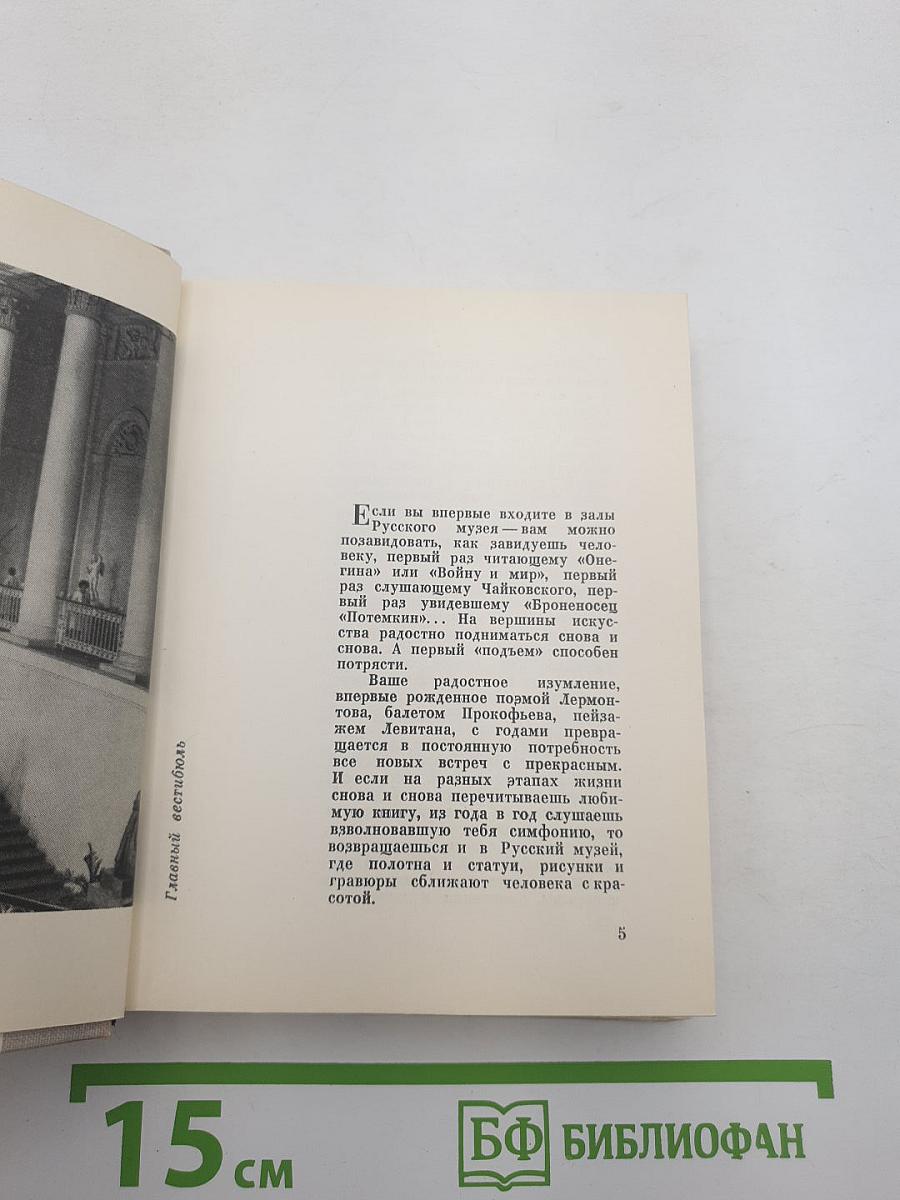 Главный вестибюль
Если вы впервые входите в залы
Русского музея — вам можно
позавидовать, как завидуешь чело-
веку, первый раз читающему «Оне-
гина» или «Войну и мир», первый
раз слушающему Чайковского, пер-
вый раз увидевшему «Броненосец
«Потемкин»... На вершины искус-
ства радостно подниматься снова и
снова. А первый «подъем» способен
потрясти.
Ваше радостное изумление,
впервые рожденное поэмой Лермон-
това, балетом Прокофьева, пейза-
жем Левитана, с годами превра-
щается в постоянную потребность
все новых встреч с прекрасным.
И если на разных этапах жизни
снова и снова перечитываешь люби-
мую книгу, из года в год слушаешь
взволновавшую тебя симфонию, то
возвращаешься и в Русский музей,
где полотна и статуи, рисунки и
гравюры сближают человека с кра-
сотой.
5
15 см
БФ БИБЛИОФАН